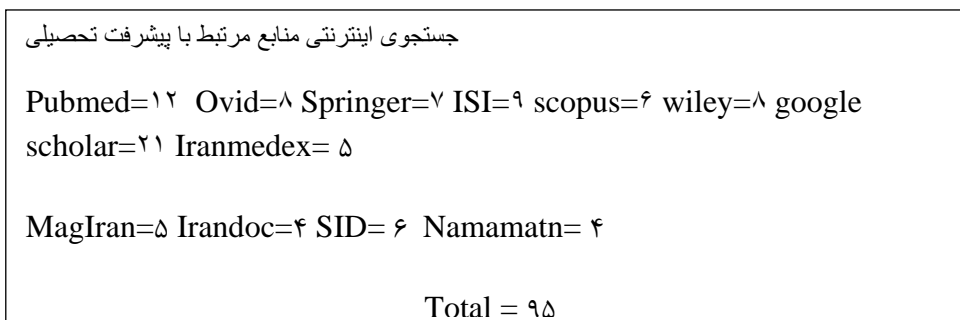 جستجوی اینترنتی منابع مرتبط با پیشرفت تحصیلی
Pubmed=۱۲ Ovid=۸ Springer=۷ ISI=۹ scopus=۶ wiley=۸ google
scholar=۲۱ Iranmedex= ۵
MagIran=۵ Irandoc=۴ SID= ۶ Namamatn= ۴
Total = ۹۵